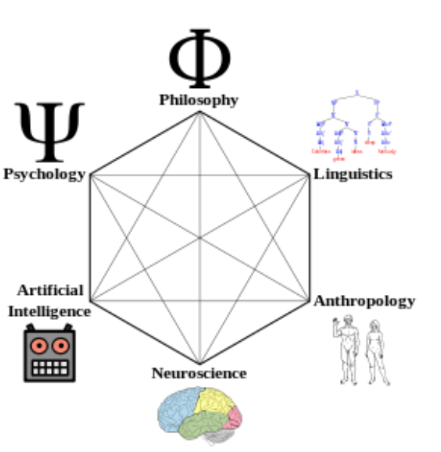 Φ
Philosophy
Ψ
Psychology
Linguistics
Artificial
Intelligence
Anthropology
Neuroscience